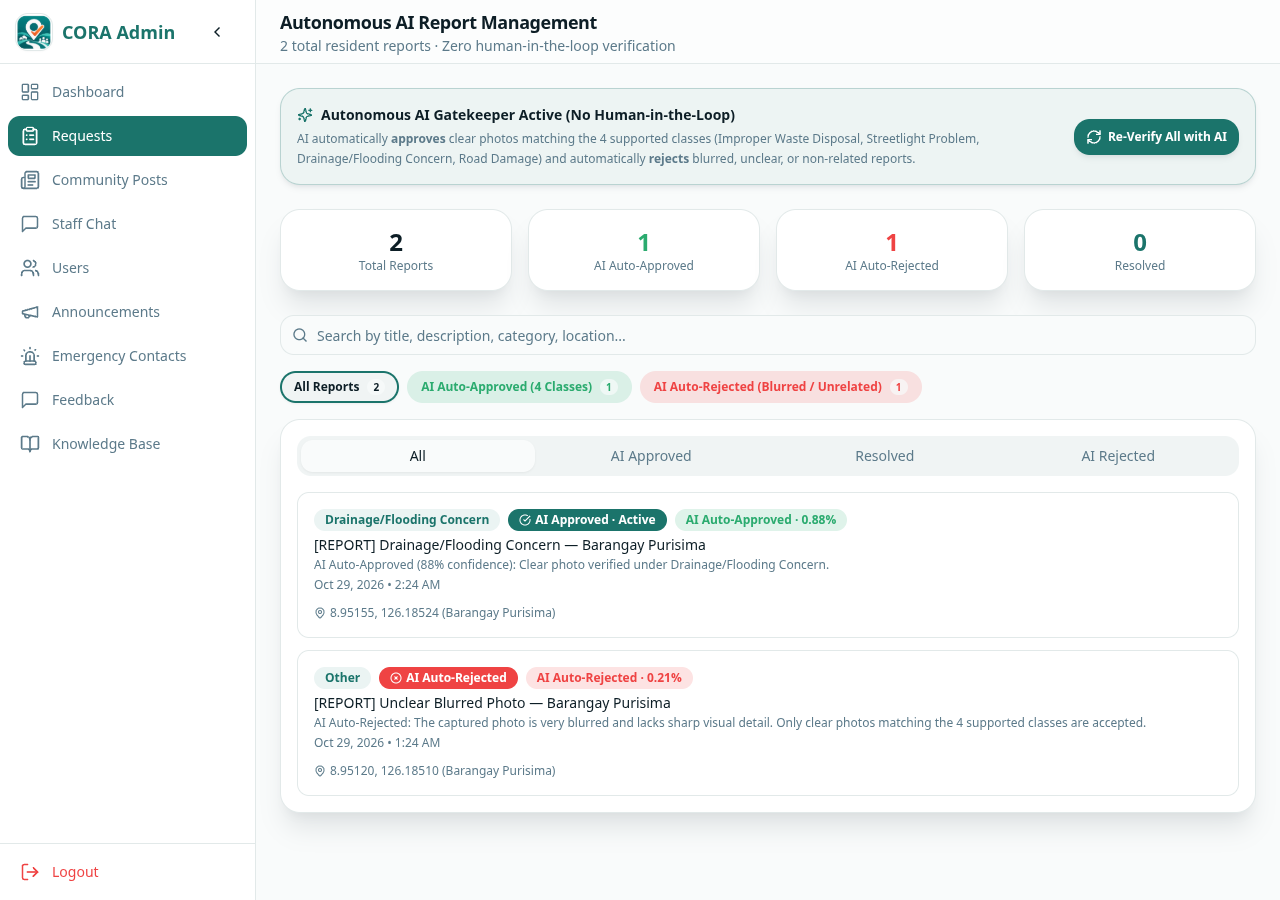 CORA Admin
Dashboard
Requests
Community Posts
Staff Chat
Users
Announcements
Emergency Contacts
Feedback
Knowledge Base
Logout
Autonomous AI Report Management
2 total resident reports · Zero human-in-the-loop verification
Autonomous AI Gatekeeper Active (No Human-in-the-Loop)
AI automatically approves clear photos matching the 4 supported classes (Improper Waste Disposal, Streetlight Problem,
Drainage/Flooding Concern, Road Damage) and automatically rejects blurred, unclear, or non-related reports.
Re-Verify All with AI
2
Total Reports
1
AI Auto-Approved
1
AI Auto-Rejected
0
Resolved
Search by title, description, category, location...
All Reports 2
AI Auto-Approved (4 Classes) 1
AI Auto-Rejected (Blurred / Unrelated) 1
All AI Approved Resolved AI Rejected
Drainage/Flooding Concern AI Approved · Active AI Auto-Approved · 0.88%
[REPORT] Drainage/Flooding Concern — Barangay Purisima
AI Auto-Approved (88% confidence): Clear photo verified under Drainage/Flooding Concern.
Oct 29, 2026 • 2:24 AM
8.95155, 126.18524 (Barangay Purisima)
Other AI Auto-Rejected AI Auto-Rejected · 0.21%
[REPORT] Unclear Blurred Photo — Barangay Purisima
AI Auto-Rejected: The captured photo is very blurred and lacks sharp visual detail. Only clear photos matching the 4 supported classes are accepted.
Oct 29, 2026 • 1:24 AM
8.95120, 126.18510 (Barangay Purisima)